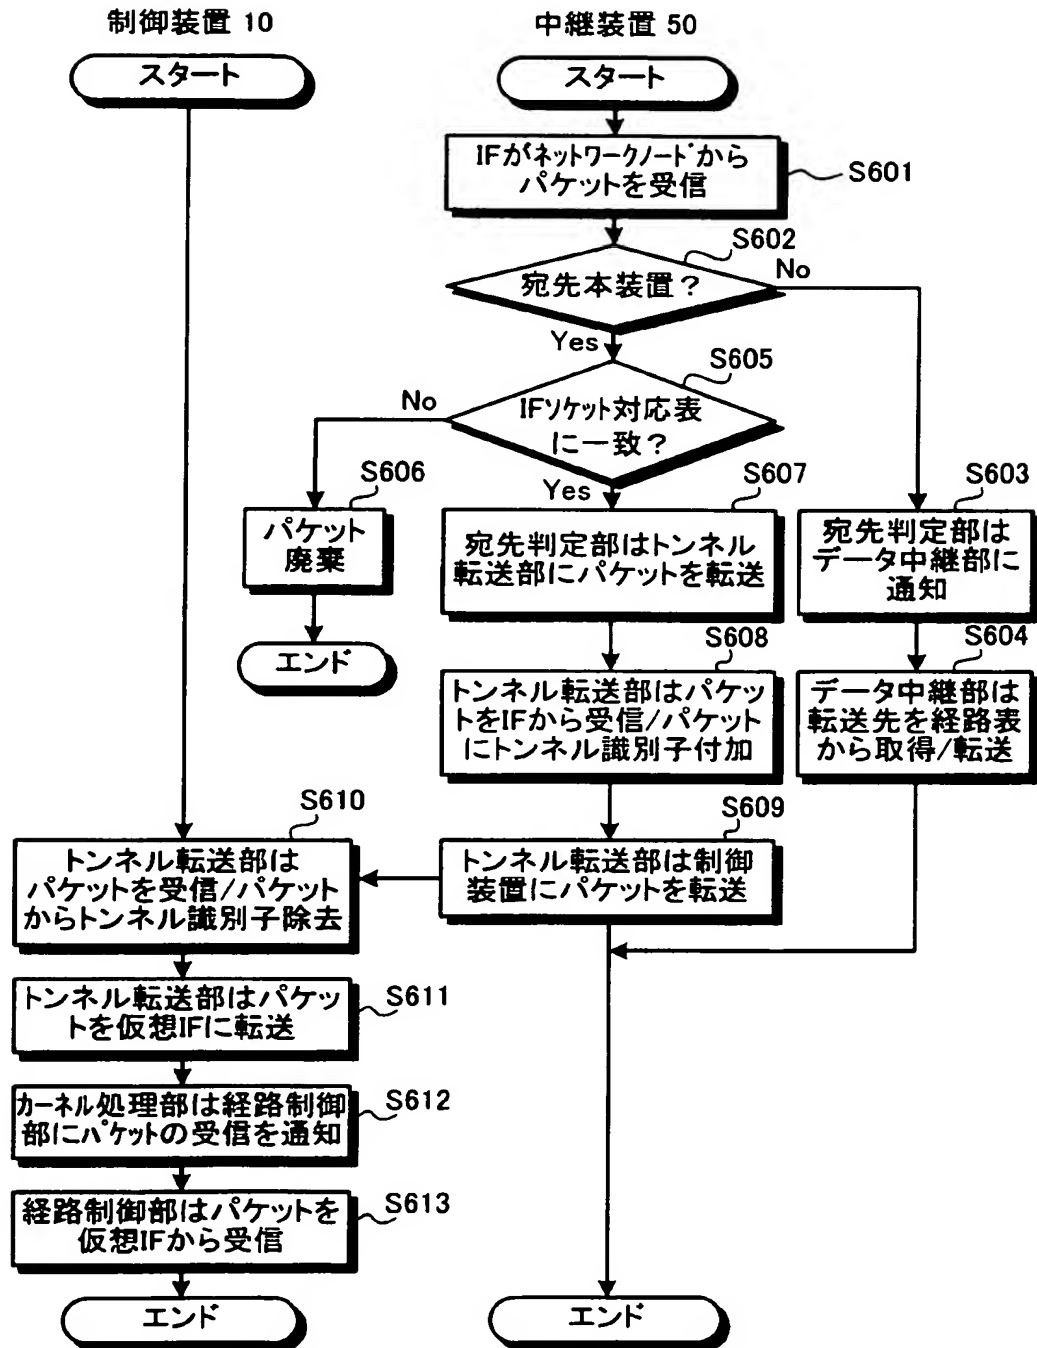 制御装置 10
スタート
中継装置 50
スタート
IFがネットワークノードから
パケットを受信
S601
S602
宛先本装置？
No
Yes
S605
IFソケット対応表
に一致？
No
Yes
S606
パケット
廃棄
エンド
S607
宛先判定部はトンネル
転送部にパケットを転送
S603
宛先判定部は
データ中継部に
通知
S608
トンネル転送部はパケッ
トをIFから受信/パケット
にトンネル識別子付加
S604
データ中継部は
転送先を経路表
から取得/転送
S609
トンネル転送部は制御
装置にパケットを転送
S610
トンネル転送部は
パケットを受信/パケット
からトンネル識別子除去
トンネル転送部はパケッ
トを仮想IFに転送
S611
カーネル処理部は経路制御
部にパケットの受信を通知
S612
経路制御部はパケットを
仮想IFから受信
S613
エンド
エンド